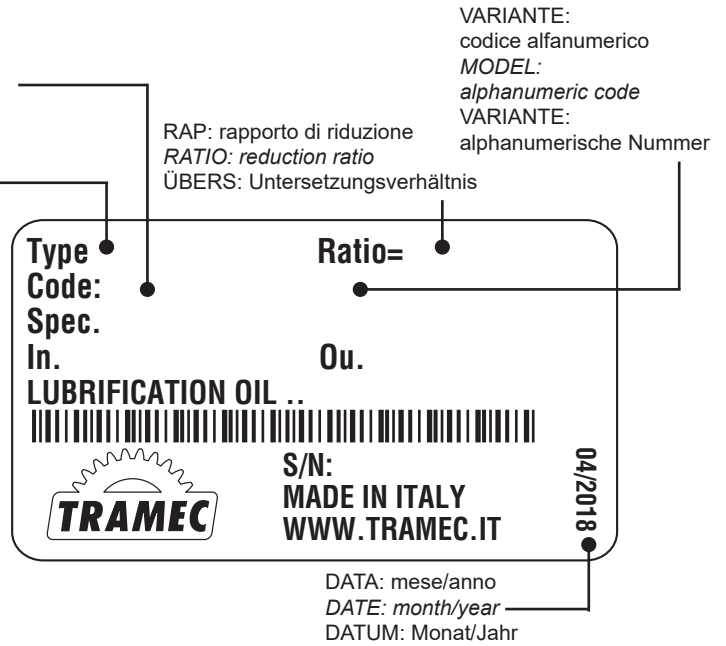 VARIANTE:
codice alfanumerico
MODEL:
alphanumeric code
VARIANTE:
alphanumerische Nummer
RAP: rapporto di riduzione
RATIO: reduction ratio
ÜBERS: Untersetzungsverhältnis
Type
Ratio=
Code:
Spec.
In.
Ou.
LUBRIFICATION OIL ..
TRAMEC
S/N:
MADE IN ITALY
WWW.TRAMEC.IT
04/2018
DATA: mese/anno
DATE: month/year
DATUM: Monat/Jahr